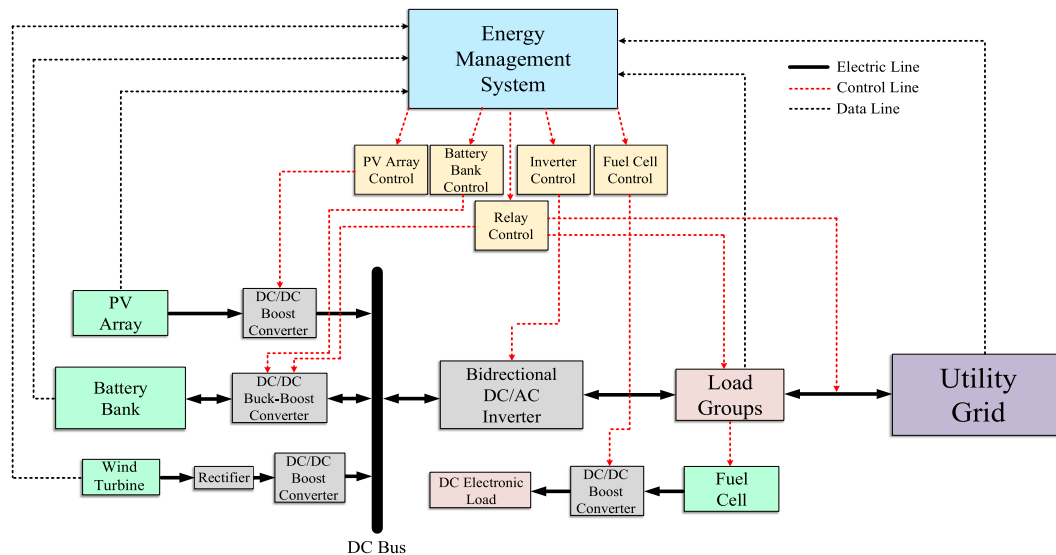 Energy
Management
System
Electric Line
Control Line
Data Line
PV Array
Control
Battery
Bank
Control
Inverter
Control
Fuel Cell
Control
Relay
Control
PV
Array
DC/DC
Boost
Converter
Battery
Bank
DC/DC
Buck-Boost
Converter
Bidrectional
DC/AC
Inverter
Load
Groups
Utility
Grid
Wind
Turbine
Rectifier
DC/DC
Boost
Converter
DC Electronic
Load
DC/DC
Boost
Converter
Fuel
Cell
DC Bus